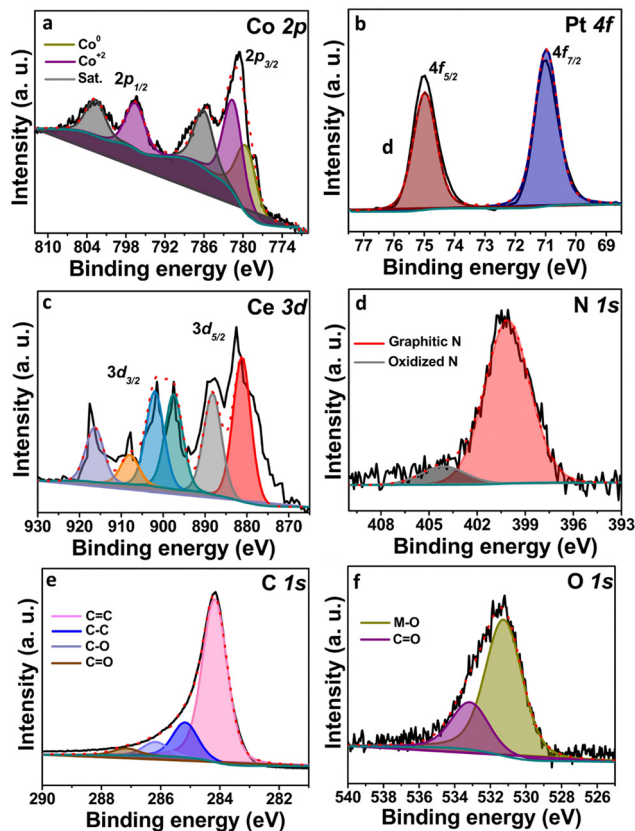 a
Co 2p
Co⁰
Co⁺²
Sat.
2p₁/₂
2p₃/₂
Intensity (a. u.)
810 804 798 792 786 780 774
Binding energy (eV)
b
Pt 4f
4f₅/₂
4f₇/₂
d
Intensity (a. u.)
77 76 75 74 73 72 71 70 69
Binding energy (eV)
c
Ce 3d
3d₅/₂
3d₃/₂
Intensity (a. u.)
930 920 910 900 890 880 870
Binding energy (eV)
d
N 1s
Graphitic N
Oxidized N
Intensity (a. u.)
408 405 402 399 396 393
Binding energy (eV)
e
C 1s
C=C
C-C
C-O
C=O
Intensity (a. u.)
290 288 286 284 282
Binding energy (eV)
f
O 1s
M-O
C=O
Intensity (a. u.)
540 538 535 533 530 528 525
Binding energy (eV)